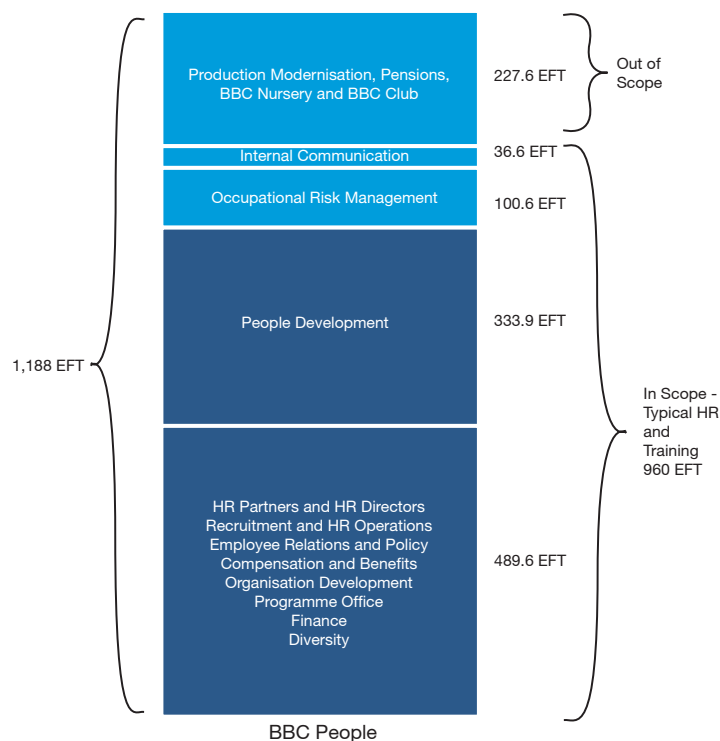 Production Modernisation, Pensions,
BBC Nursery and BBC Club
227.6 EFT
Out of
Scope
Internal Communication
36.6 EFT
Occupational Risk Management
100.6 EFT
People Development
333.9 EFT
1,188 EFT
In Scope -
Typical HR
and
Training
960 EFT
HR Partners and HR Directors
Recruitment and HR Operations
Employee Relations and Policy
Compensation and Benefits
Organisation Development
Programme Office
Finance
Diversity
489.6 EFT
BBC People